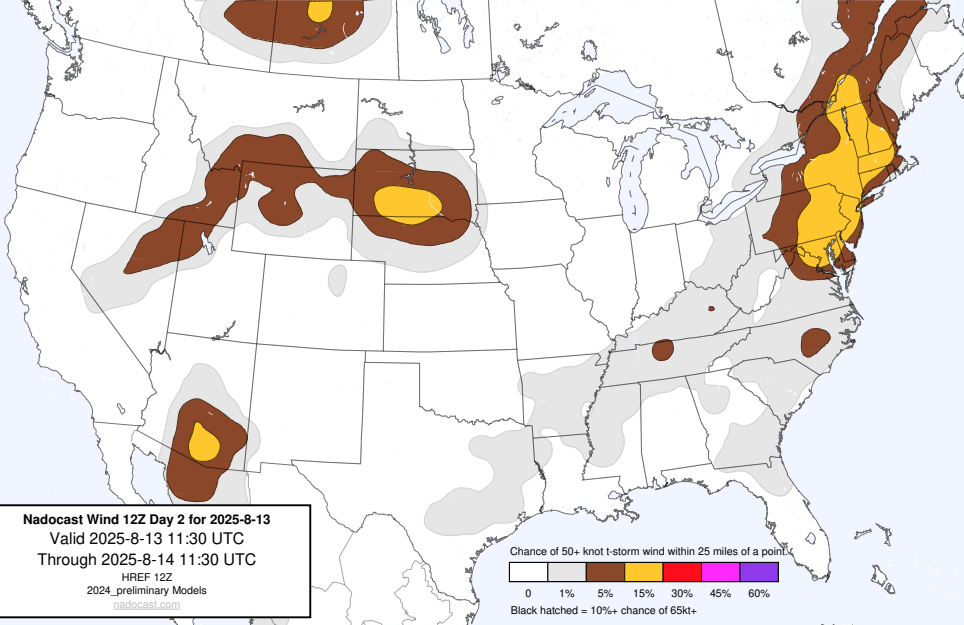 Nadocast Wind 12Z Day 2 for 2025-8-13
Valid 2025-8-13 11:30 UTC
Through 2025-8-14 11:30 UTC
HREF 12Z
2024_preliminary Models
nadocast.com
Chance of 50+ knot t-storm wind within 25 miles of a point.
0 1% 5% 15% 30% 45% 60%
Black hatched = 10%+ chance of 65kt+